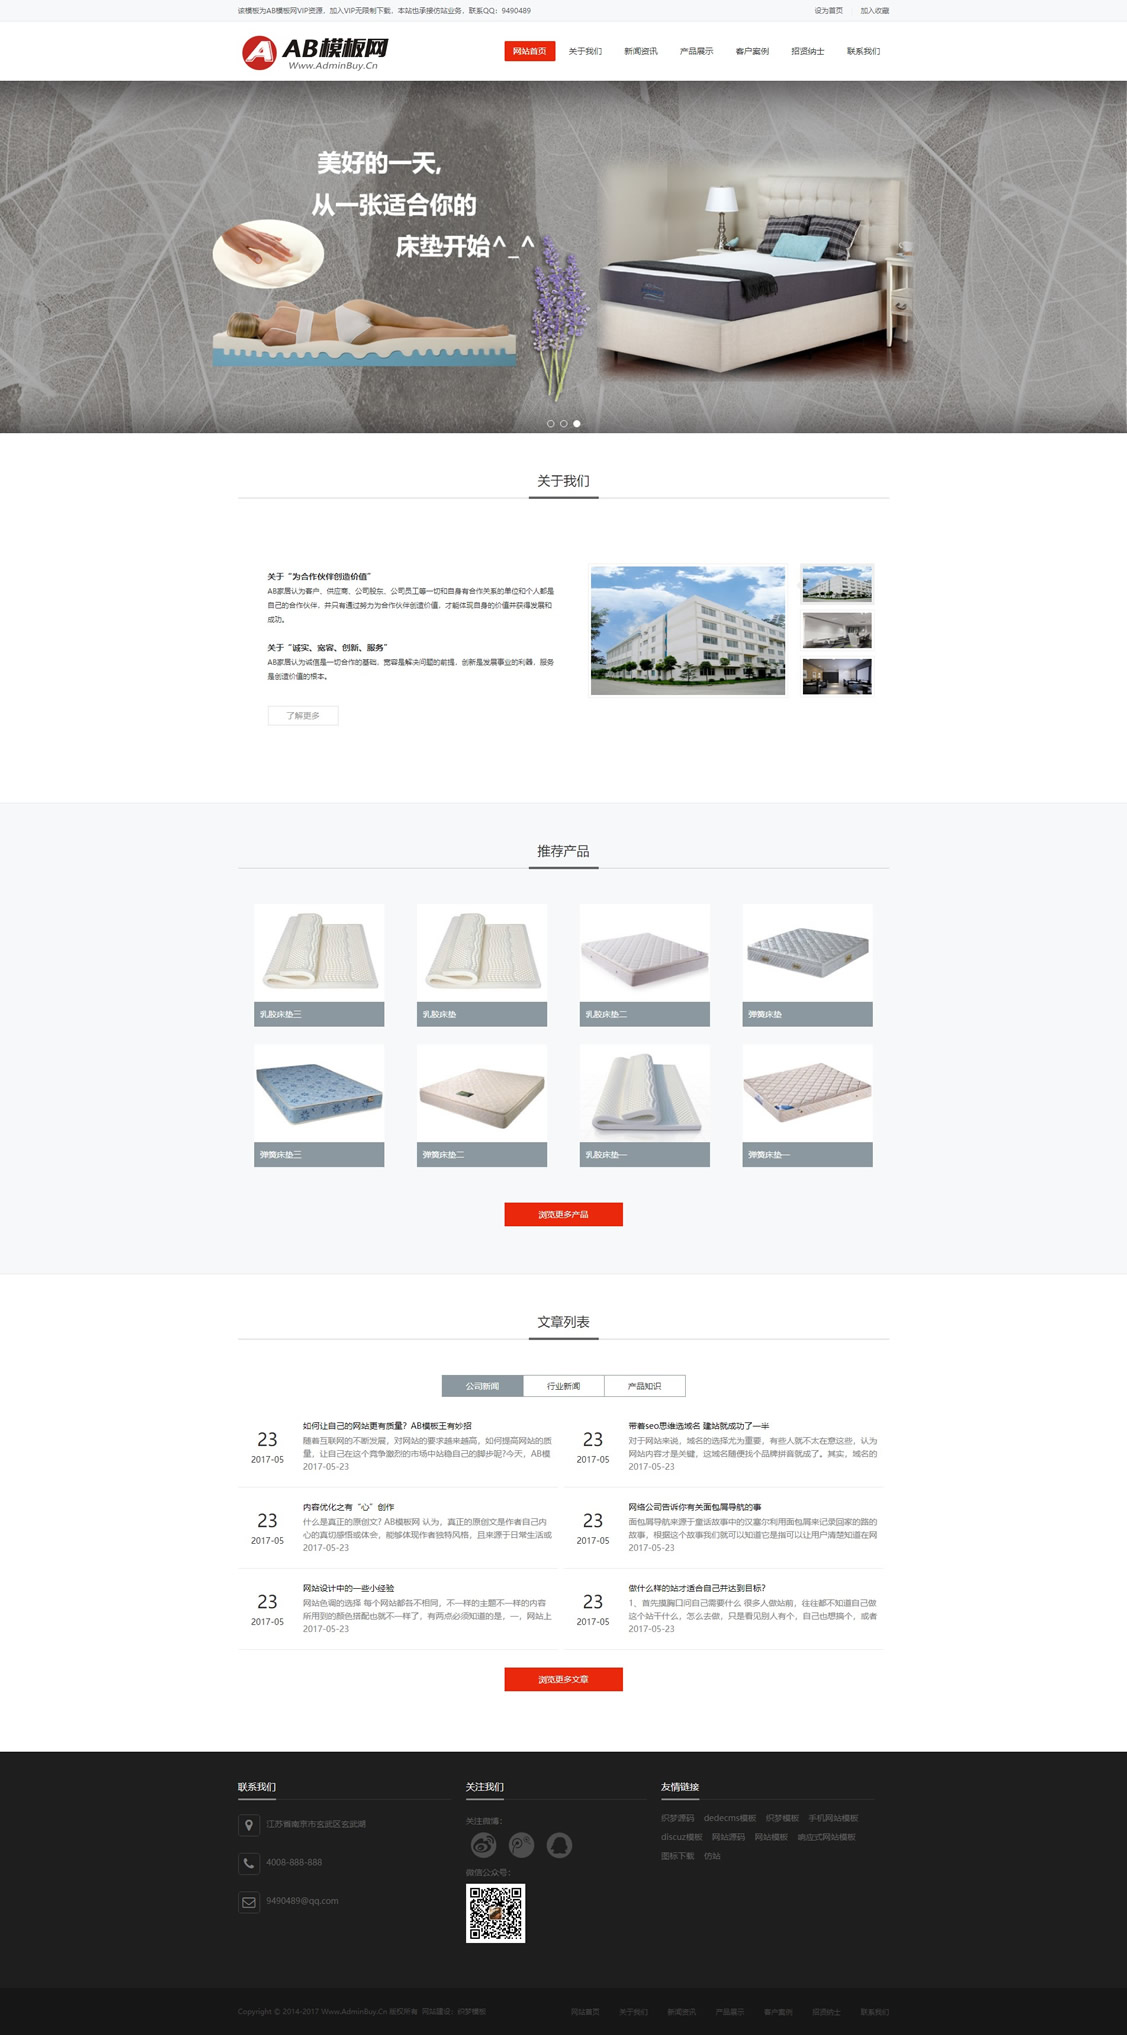 该模板为AB模板网VIP资源，加入VIP无限制下载，本站也承接仿站业务，联系QQ：9490489
设为首页 加入收藏
AB模板网
Www.AdminBuy.Cn
网站首页 关于我们 新闻资讯 产品展示 客户案例 招贤纳士 联系我们
美好的一天,
从一张适合你的
床垫开始^_^
关于我们
关于“为合作伙伴创造价值”
AB家居认为客户、供应商、公司股东、公司员工等一切和自身有合作关系的单位和个人都是
自己的合作伙伴，并只有通过努力为合作伙伴创造价值，才能体现自身的价值并获得发展和
成功。
关于“诚实、宽容、创新、服务”
AB家居认为诚信是一切合作的基础，宽容是解决问题的前提，创新是发展事业的利器，服务
是创造价值的根本。
了解更多
推荐产品
乳胶床垫三 乳胶床垫 乳胶床垫二 弹簧床垫
弹簧床垫三 弹簧床垫二 乳胶床垫一 弹簧床垫一
浏览更多产品
文章列表
公司新闻 行业新闻 产品知识
23
2017-05
如何让自己的网站更有质量？AB模板王有妙招
随着互联网的不断发展，对网站的要求越来越高，如何提高网站的质
量，让自己在这个竞争激烈的市场中站稳自己的脚步呢?今天，AB模
2017-05-23
23
2017-05
带着seo思维选域名 建站就成功了一半
对于网站来说，域名的选择尤为重要，有些人就不太在意这些，认为
网站内容才是关键，这域名随便找个品牌拼音就成了。其实，域名的
2017-05-23
23
2017-05
内容优化之有“心”创作
什么是真正的原创文? AB模板网 认为，真正的原创文是作者自己内
心的真切感悟或体会，能够体现作者独特风格，且来源于日常生活或
2017-05-23
23
2017-05
网络公司告诉你有关面包屑导航的事
面包屑导航来源于童话故事中的汉塞尔利用面包屑来记录回家的路的
故事，根据这个故事我们就可以知道它是指可以让用户清楚知道在网
2017-05-23
23
2017-05
网站设计中的一些小经验
网站色调的选择 每个网站都各不相同，不一样的主题不一样的内容
所用到的颜色搭配也就不一样了，有两点必须知道的是，一，网站上
2017-05-23
23
2017-05
做什么样的站才适合自己并达到目标?
1、首先摸胸口问自己需要什么 很多人做站前，往往都不知道自己做
这个站干什么，怎么去做，只是看见别人有个，自己也想搞个，或者
2017-05-23
浏览更多文章
联系我们
江苏省南京市玄武区玄武湖
4008-888-888
9490489@qq.com
关注我们
关注微博：
微信公众号：
友情链接
织梦源码 dedecms模板 织梦模板 手机网站模板
discuz模板 网站源码 网站模板 响应式网站模板
图标下载 仿站
Copyright © 2014-2017 Www.AdminBuy.Cn 版权所有 网站建设：织梦模板
网站首页 关于我们 新闻资讯 产品展示 客户案例 招贤纳士 联系我们